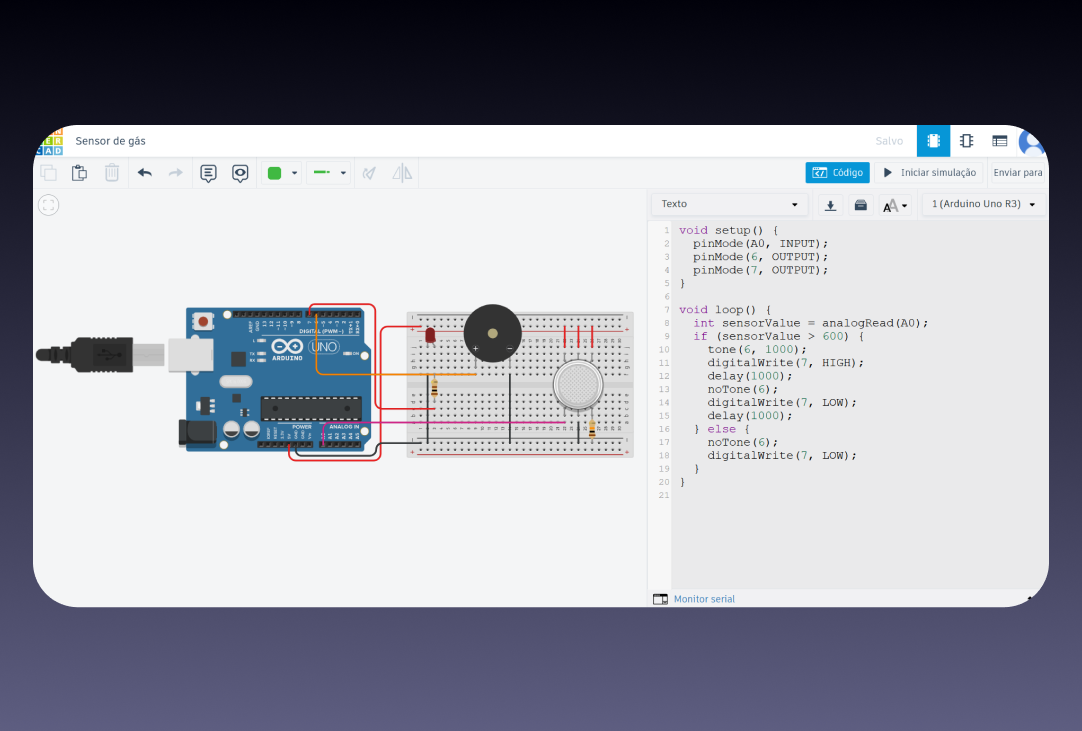 Sensor de gás
Salvo
Código
Iniciar simulação
Enviar para
Texto
1 (Arduino Uno R3)
1 void setup() {
2 pinMode(A0, INPUT);
3 pinMode(6, OUTPUT);
4 pinMode(7, OUTPUT);
5 }
6
7 void loop() {
8 int sensorValue = analogRead(A0);
9 if (sensorValue > 600) {
10 tone(6, 1000);
11 digitalWrite(7, HIGH);
12 delay(1000);
13 noTone(6);
14 digitalWrite(7, LOW);
15 delay(1000);
16 } else {
17 noTone(6);
18 digitalWrite(7, LOW);
19 }
20 }
21
DIGITAL (PWM ~)
UNO
ARDUINO
POWER
ANALOG IN
Monitor serial